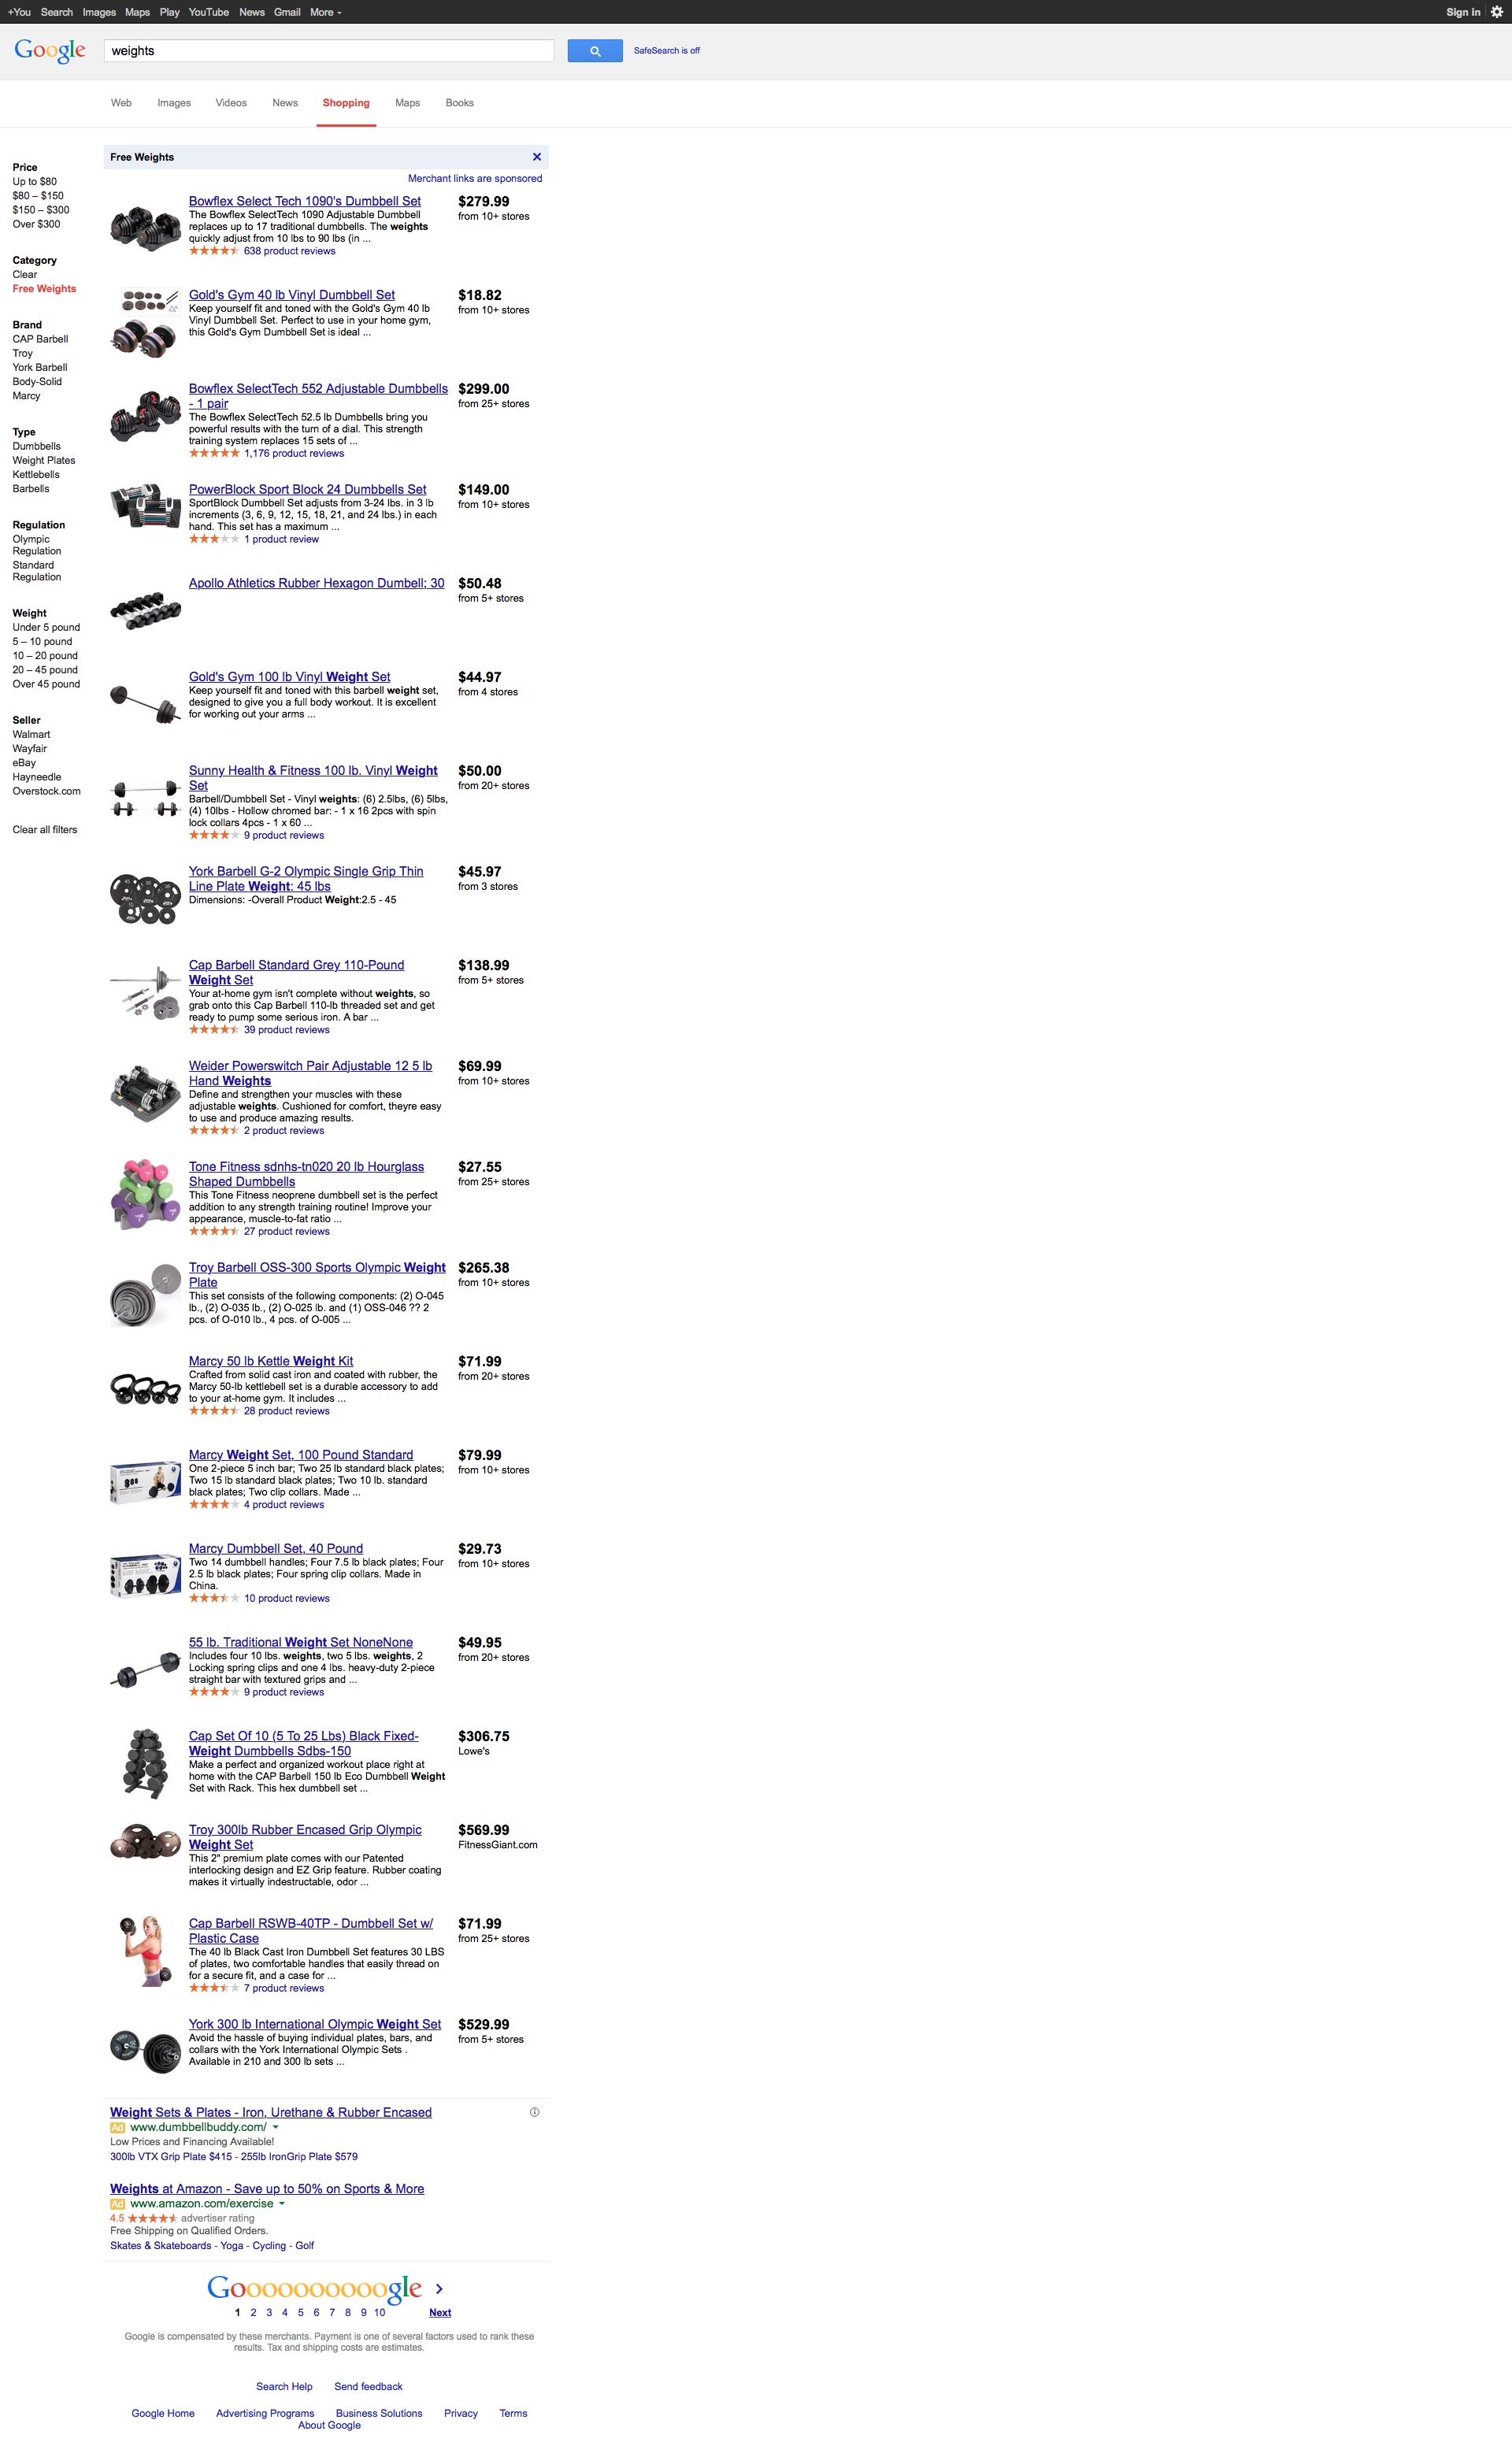 +You Search Images Maps Play YouTube News Gmail More
Sign in
Google
weights
SafeSearch is off
Web Images Videos News Shopping Maps Books
Price
Up to $80
$80 – $150
$150 – $300
Over $300
Category
Clear
Free Weights
Brand
CAP Barbell
Troy
York Barbell
Body-Solid
Marcy
Type
Dumbbells
Weight Plates
Kettlebells
Barbells
Regulation
Olympic
Regulation
Standard
Regulation
Weight
Under 5 pound
5 – 10 pound
10 – 20 pound
20 – 45 pound
Over 45 pound
Seller
Walmart
Wayfair
eBay
Hayneedle
Overstock.com
Clear all filters
Free Weights
Merchant links are sponsored
Bowflex Select Tech 1090's Dumbbell Set
The Bowflex SelectTech 1090 Adjustable Dumbbell
replaces up to 17 traditional dumbbells. The weights
quickly adjust from 10 lbs to 90 lbs (in ...
638 product reviews
$279.99
from 10+ stores
Gold's Gym 40 lb Vinyl Dumbbell Set
Keep yourself fit and toned with the Gold's Gym 40 lb
Vinyl Dumbbell Set. Perfect to use in your home gym,
this Gold's Gym Dumbbell Set is ideal ...
$18.82
from 10+ stores
Bowflex SelectTech 552 Adjustable Dumbbells
- 1 pair
The Bowflex SelectTech 52.5 lb Dumbbells bring you
powerful results with the turn of a dial. This strength
training system replaces 15 sets of ...
1,176 product reviews
$299.00
from 25+ stores
PowerBlock Sport Block 24 Dumbbells Set
SportBlock Dumbbell Set adjusts from 3-24 lbs. in 3 lb
increments (3, 6, 9, 12, 15, 18, 21, and 24 lbs.) in each
hand. This set has a maximum ...
1 product review
$149.00
from 10+ stores
Apollo Athletics Rubber Hexagon Dumbell; 30
$50.48
from 5+ stores
Gold's Gym 100 lb Vinyl Weight Set
Keep yourself fit and toned with this barbell weight set,
designed to give you a full body workout. It is excellent
for working out your arms ...
$44.97
from 4 stores
Sunny Health & Fitness 100 lb. Vinyl Weight
Set
Barbell/Dumbbell Set - Vinyl weights: (6) 2.5lbs, (6) 5lbs,
(4) 10lbs - Hollow chromed bar: - 1 x 16 2pcs with spin
lock collars 4pcs - 1 x 60 ...
9 product reviews
$50.00
from 20+ stores
York Barbell G-2 Olympic Single Grip Thin
Line Plate Weight: 45 lbs
Dimensions: -Overall Product Weight:2.5 - 45
$45.97
from 3 stores
Cap Barbell Standard Grey 110-Pound
Weight Set
Your at-home gym isn't complete without weights, so
grab onto this Cap Barbell 110-lb threaded set and get
ready to pump some serious iron. A bar ...
39 product reviews
$138.99
from 5+ stores
Weider Powerswitch Pair Adjustable 12 5 lb
Hand Weights
Define and strengthen your muscles with these
adjustable weights. Cushioned for comfort, theyre easy
to use and produce amazing results.
2 product reviews
$69.99
from 10+ stores
Tone Fitness sdnhs-tn020 20 lb Hourglass
Shaped Dumbbells
This Tone Fitness neoprene dumbbell set is the perfect
addition to any strength training routine! Improve your
appearance, muscle-to-fat ratio ...
27 product reviews
$27.55
from 25+ stores
Troy Barbell OSS-300 Sports Olympic Weight
Plate
This set consists of the following components: (2) O-045
lb., (2) O-035 lb., (2) O-025 lb. and (1) OSS-046 ?? 2
pcs. of O-010 lb., 4 pcs. of O-005 ...
$265.38
from 10+ stores
Marcy 50 lb Kettle Weight Kit
Crafted from solid cast iron and coated with rubber, the
Marcy 50-lb kettlebell set is a durable accessory to add
to your at-home gym. It includes ...
28 product reviews
$71.99
from 20+ stores
Marcy Weight Set, 100 Pound Standard
One 2-piece 5 inch bar; Two 25 lb standard black plates;
Two 15 lb standard black plates; Two 10 lb. standard
black plates; Two clip collars. Made ...
4 product reviews
$79.99
from 10+ stores
Marcy Dumbbell Set, 40 Pound
Two 14 dumbbell handles; Four 7.5 lb black plates; Four
2.5 lb black plates; Four spring clip collars. Made in
China.
10 product reviews
$29.73
from 10+ stores
55 lb. Traditional Weight Set NoneNone
Includes four 10 lbs. weights, two 5 lbs. weights, 2
Locking spring clips and one 4 lbs. heavy-duty 2-piece
straight bar with textured grips and ...
9 product reviews
$49.95
from 20+ stores
Cap Set Of 10 (5 To 25 Lbs) Black Fixed-
Weight Dumbbells Sdbs-150
Make a perfect and organized workout place right at
home with the CAP Barbell 150 lb Eco Dumbbell Weight
Set with Rack. This hex dumbbell set ...
$306.75
Lowe's
Troy 300lb Rubber Encased Grip Olympic
Weight Set
This 2" premium plate comes with our Patented
interlocking design and EZ Grip feature. Rubber coating
makes it virtually indestructable, odor ...
$569.99
FitnessGiant.com
Cap Barbell RSWB-40TP - Dumbbell Set w/
Plastic Case
The 40 lb Black Cast Iron Dumbbell Set features 30 LBS
of plates, two comfortable handles that easily thread on
for a secure fit, and a case for ...
7 product reviews
$71.99
from 25+ stores
York 300 lb International Olympic Weight Set
Avoid the hassle of buying individual plates, bars, and
collars with the York International Olympic Sets .
Available in 210 and 300 lb sets ...
$529.99
from 5+ stores
Weight Sets & Plates - Iron, Urethane & Rubber Encased
Ad www.dumbbellbuddy.com/
Low Prices and Financing Available!
300lb VTX Grip Plate $415 - 255lb IronGrip Plate $579
Weights at Amazon - Save up to 50% on Sports & More
Ad www.amazon.com/exercise
4.5 advertiser rating
Free Shipping on Qualified Orders.
Skates & Skateboards - Yoga - Cycling - Golf
Goooooooooogle
1 2 3 4 5 6 7 8 9 10 Next
Google is compensated by these merchants. Payment is one of several factors used to rank these
results. Tax and shipping costs are estimates.
Search Help Send feedback
Google Home Advertising Programs Business Solutions Privacy Terms
About Google